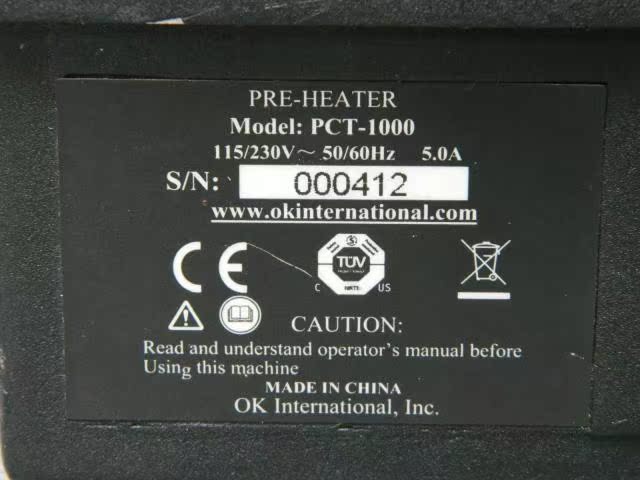 PRE-HEATER
Model: PCT-1000
115/230V~ 50/60Hz 5.0A
S/N: 000412
www.okinternational.com
CE
TÜV
C US
CAUTION:
Read and understand operator's manual before
Using this machine
MADE IN CHINA
OK International, Inc.